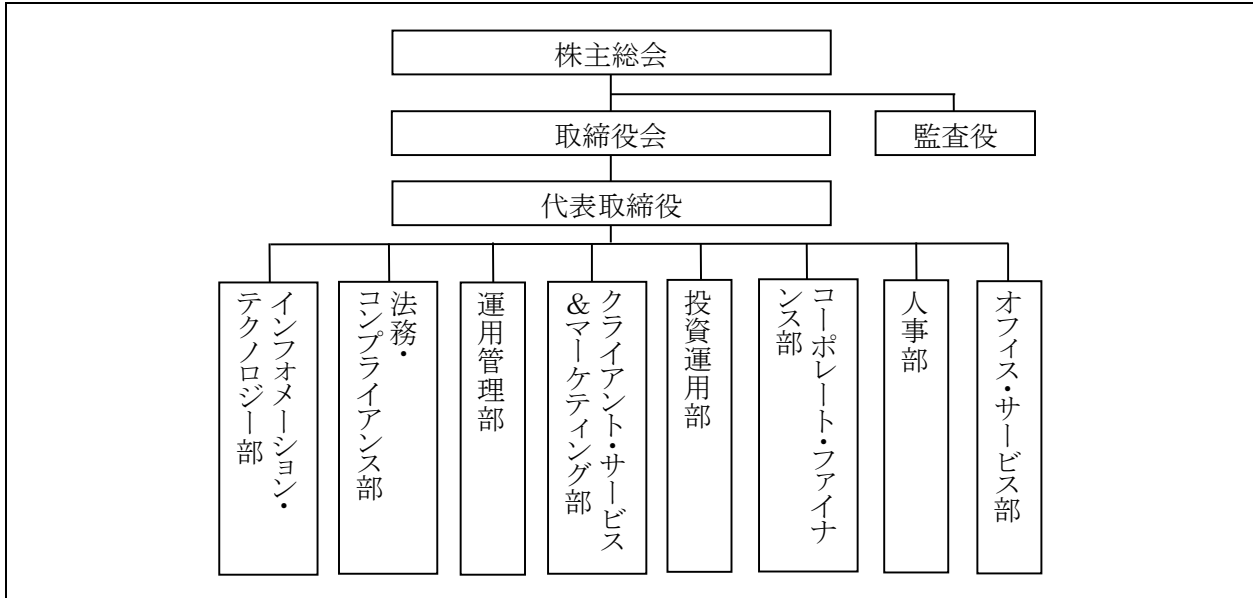 株主総会
取締役会
監査役
代表取締役
インフオメーション・
テクノロジー部
法務・
コンプライアンス部
運用管理部
クライアント・サービス
&マーケティング部
投資運用部
コーポレート・ファイナ
ンス部
人事部
オフィス・サービス部